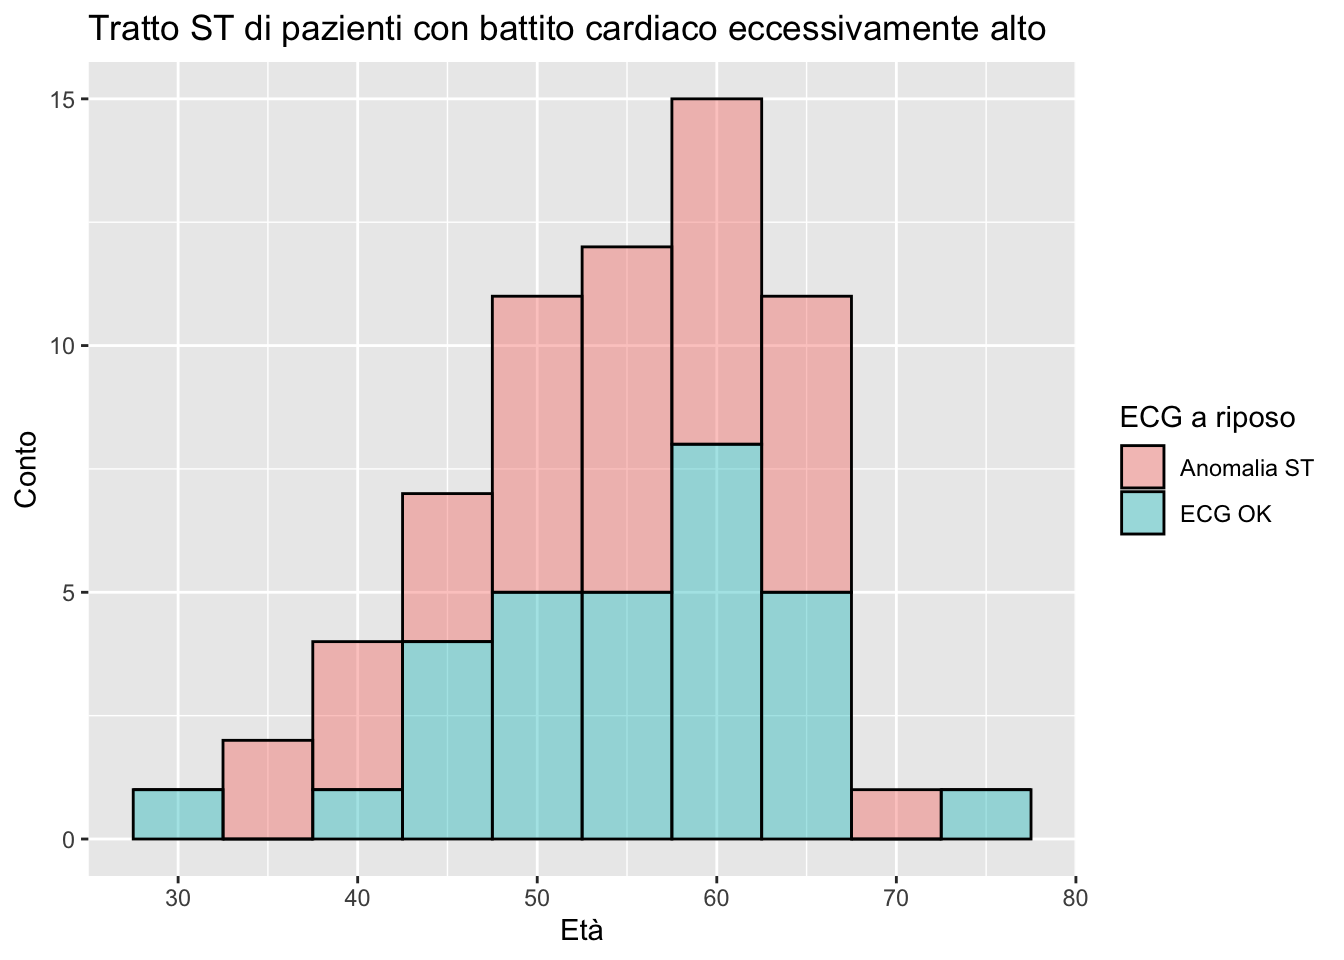 Tratto ST di pazienti con battito cardiaco eccessivamente alto
15
10
5
0
Conto
30 40 50 60 70 80
Età
ECG a riposo
Anomalia ST
ECG OK